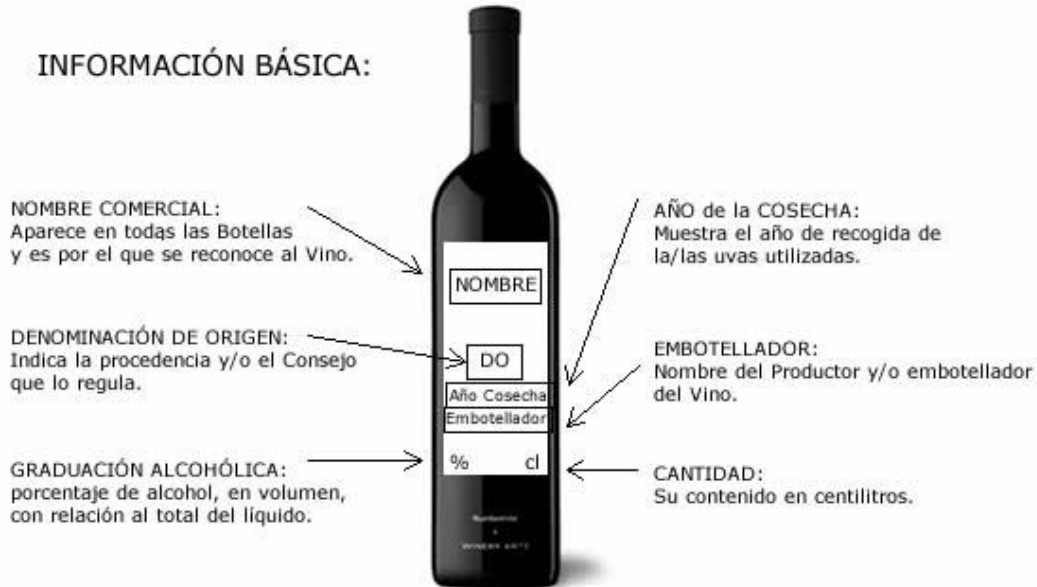 INFORMACIÓN BÁSICA:
NOMBRE COMERCIAL:
Aparece en todas las Botellas
y es por el que se reconoce al Vino.
DENOMINACIÓN DE ORIGEN:
Indica la procedencia y/o el Consejo
que lo regula.
GRADUACIÓN ALCOHÓLICA:
porcentaje de alcohol, en volumen,
con relación al total del líquido.
NOMBRE
DO
Año Cosecha
Embotellador
% cl
WINERY ARTS
AÑO de la COSECHA:
Muestra el año de recogida de
la/las uvas utilizadas.
EMBOTELLADOR:
Nombre del Productor y/o embotellador
del Vino.
CANTIDAD:
Su contenido en centilitros.